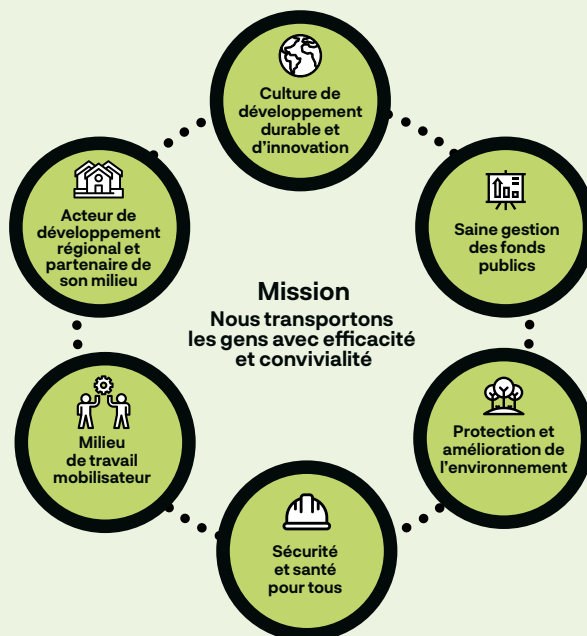 Culture de
développement
durable et
d'innovation
Acteur de
développement
régional et
partenaire de
son milieu
Saine gestion
des fonds
publics
Mission
Nous transportons
les gens avec efficacité
et convivialité
Milieu
de travail
mobilisateur
Protection et
amélioration de
l'environnement
Sécurité
et santé
pour tous